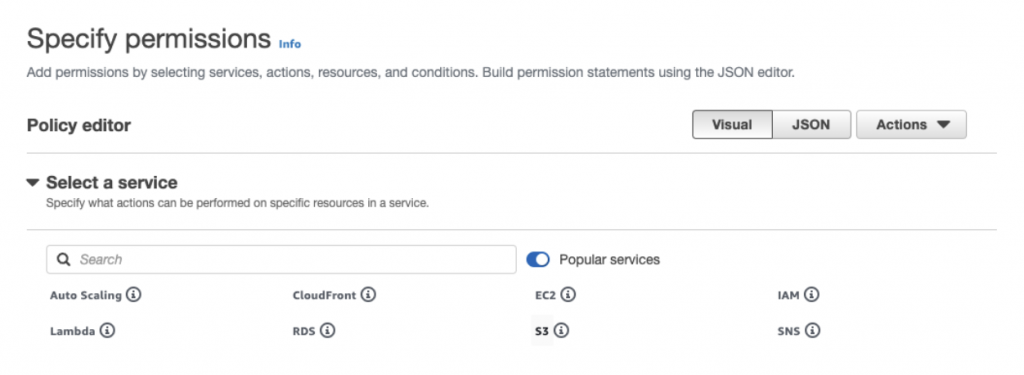 Specify permissions Info
Add permissions by selecting services, actions, resources, and conditions. Build permission statements using the JSON editor.
Policy editor Visual JSON Actions
Select a service
Specify what actions can be performed on specific resources in a service.
Search Popular services
Auto Scaling CloudFront EC2 IAM
Lambda RDS S3 SNS